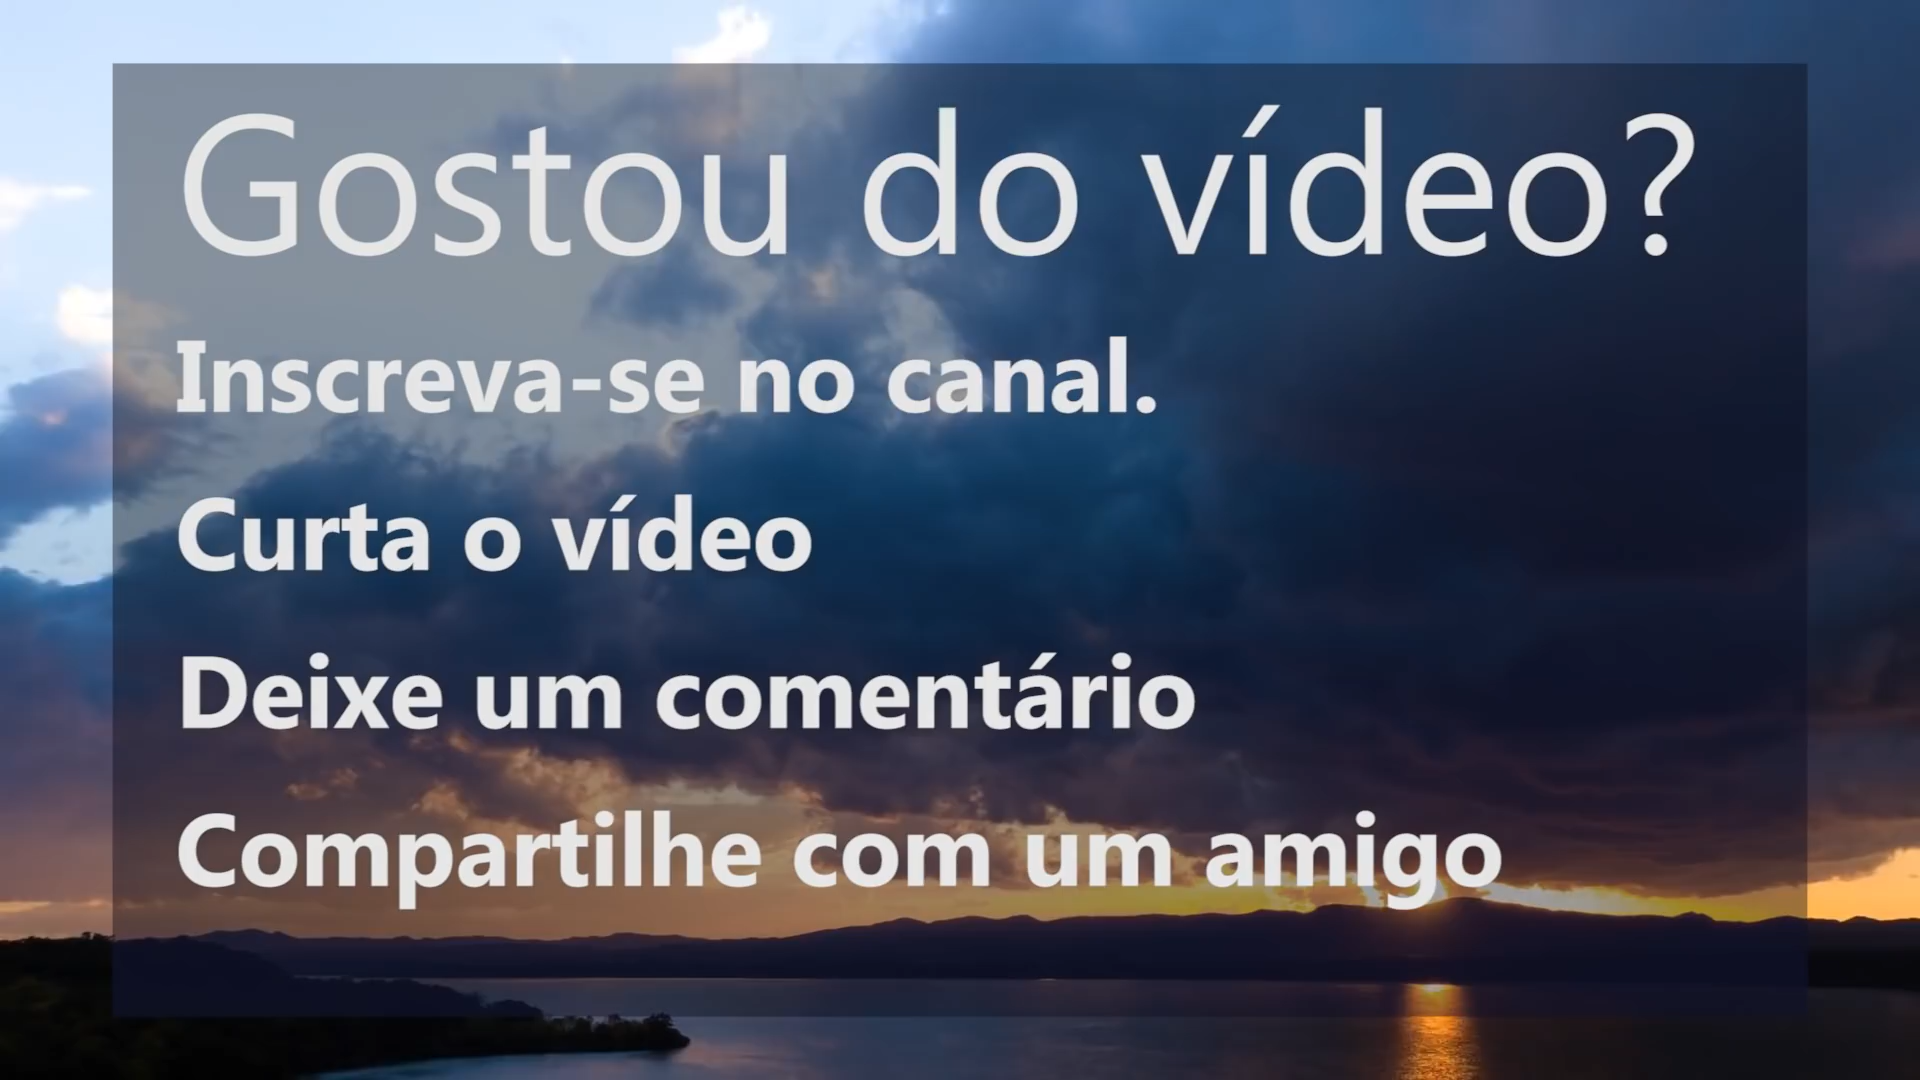 Gostou do vídeo?
Inscreva-se no canal.
Curta o vídeo
Deixe um comentário
Compartilhe com um amigo